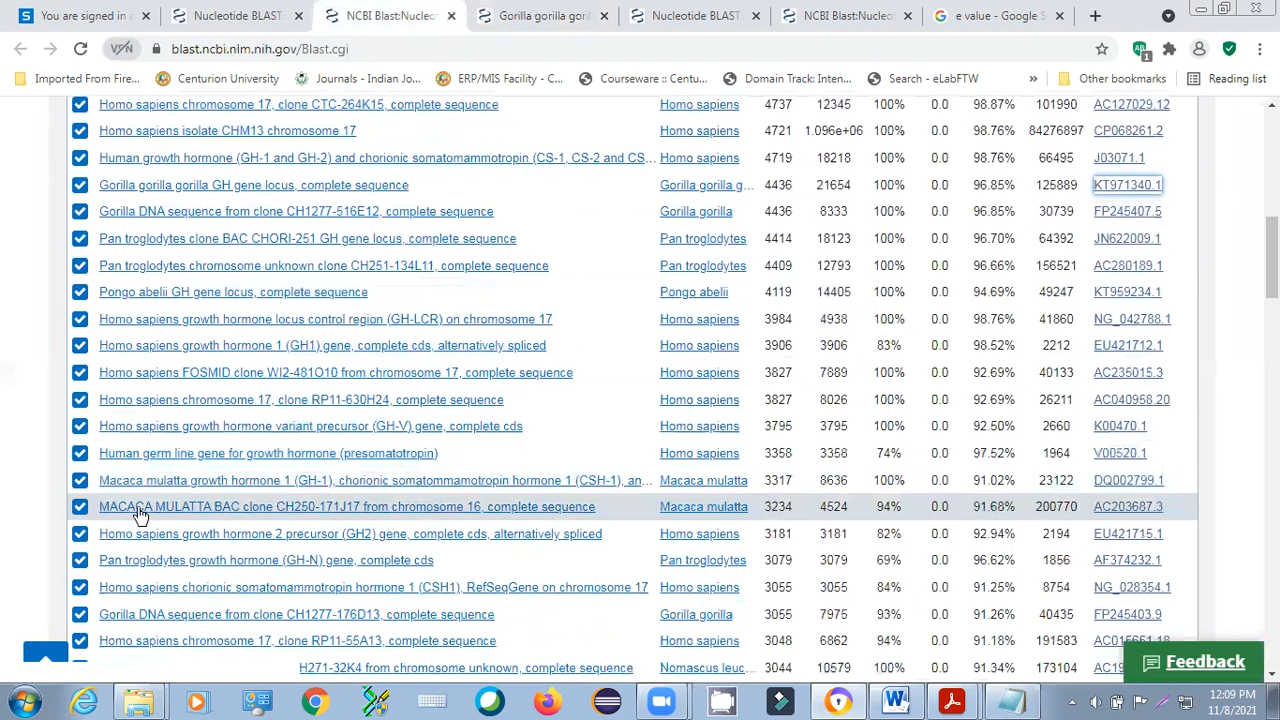 You are signed in a
Nucleotide BLAST:
NCBI Blast:Nucleo
Gorilla gorilla goril
Nucleotide BLAST
NCBI Blast:Nucleo
e value - Google S
VPN
blast.ncbi.nlm.nih.gov/Blast.cgi
1
Imported From Fire...
Centurion University
Journals - Indian Jo...
ERP/MIS Facility - C...
Courseware :: Centu...
Domain Track: Inten...
Search - eLabFTW
»
Other bookmarks
Reading list
Homo sapiens chromosome 17, clone CTC-264K15, complete sequence Homo sapiens 4737 12345 100% 0.0 98.87% 101990 AC127029.12
Homo sapiens isolate CHM13 chromosome 17 Homo sapiens 4721 1.096e+06 100% 0.0 98.76% 84276897 CP068261.2
Human growth hormone (GH-1 and GH-2) and chorionic somatomammotropin (CS-1, CS-2 and CS... Homo sapiens 4719 18218 100% 0.0 98.76% 66495 J03071.1
Gorilla gorilla gorilla GH gene locus, complete sequence Gorilla gorilla g... 4436 21654 100% 0.0 96.85% 125889 KT971340.1
Gorilla DNA sequence from clone CH1277-516E12, complete sequence Gorilla gorilla 4436 8333 100% 0.0 96.85% 30739 FP245407.5
Pan troglodytes clone BAC CHORI-251 GH gene locus, complete sequence Pan troglodytes 4414 18123 100% 0.0 96.70% 64392 JN622009.1
Pan troglodytes chromosome unknown clone CH251-134L11, complete sequence Pan troglodytes 4409 12793 100% 0.0 96.66% 156521 AC280189.1
Pongo abelii GH gene locus, complete sequence Pongo abelii 4119 14405 100% 0.0 94.69% 49247 KT959234.1
Homo sapiens growth hormone locus control region (GH-LCR) on chromosome 17 Homo sapiens 3984 4938 100% 0.0 98.76% 41860 NG_042788.1
Homo sapiens growth hormone 1 (GH1) gene, complete cds, alternatively spliced Homo sapiens 3906 3906 83% 0.0 98.52% 2212 EU421712.1
Homo sapiens FOSMID clone WI2-481O10 from chromosome 17, complete sequence Homo sapiens 3827 7889 100% 0.0 92.69% 40133 AC235015.3
Homo sapiens chromosome 17, clone RP11-630H24, complete sequence Homo sapiens 3827 8026 100% 0.0 92.69% 26211 AC040958.20
Homo sapiens growth hormone variant precursor (GH-V) gene, complete cds Homo sapiens 3795 3795 100% 0.0 92.50% 2660 K00470.1
Human germ line gene for growth hormone (presomatotropin) Homo sapiens 3358 3358 74% 0.0 97.52% 1964 V00520.1
Macaca mulatta growth hormone 1 (GH-1), chorionic somatommamotropin hormone 1 (CSH-1), an... Macaca mulatta 3317 8636 100% 0.0 91.02% 23122 DQ002799.1
MACACA MULATTA BAC clone CH250-171J17 from chromosome 16, complete sequence Macaca mulatta 3234 4524 94% 0.0 91.68% 200770 AC203687.3
Homo sapiens growth hormone 2 precursor (GH2) gene, complete cds, alternatively spliced Homo sapiens 3181 3181 82% 0.0 92.94% 2194 EU421715.1
Pan troglodytes growth hormone (GH-N) gene, complete cds Pan troglodytes 3079 3079 69% 0.0 96.62% 1856 AF374232.1
Homo sapiens chorionic somatomammotropin hormone 1 (CSH1), RefSeqGene on chromosome 17 Homo sapiens 3055 3055 84% 0.0 91.25% 8754 NG_028354.1
Gorilla DNA sequence from clone CH1277-176D13, complete sequence Gorilla gorilla 3055 7975 93% 0.0 91.26% 40435 FP245403.9
Homo sapiens chromosome 17, clone RP11-55A13, complete sequence Homo sapiens 3048 5062 94% 0.0 91.18% 191583
H271-32K4 from chromosome unknown, complete sequence Nomascus leuc... 3044 10579 100% 0.0 91.34% 173104
Feedback
12:09 PM
11/8/2021